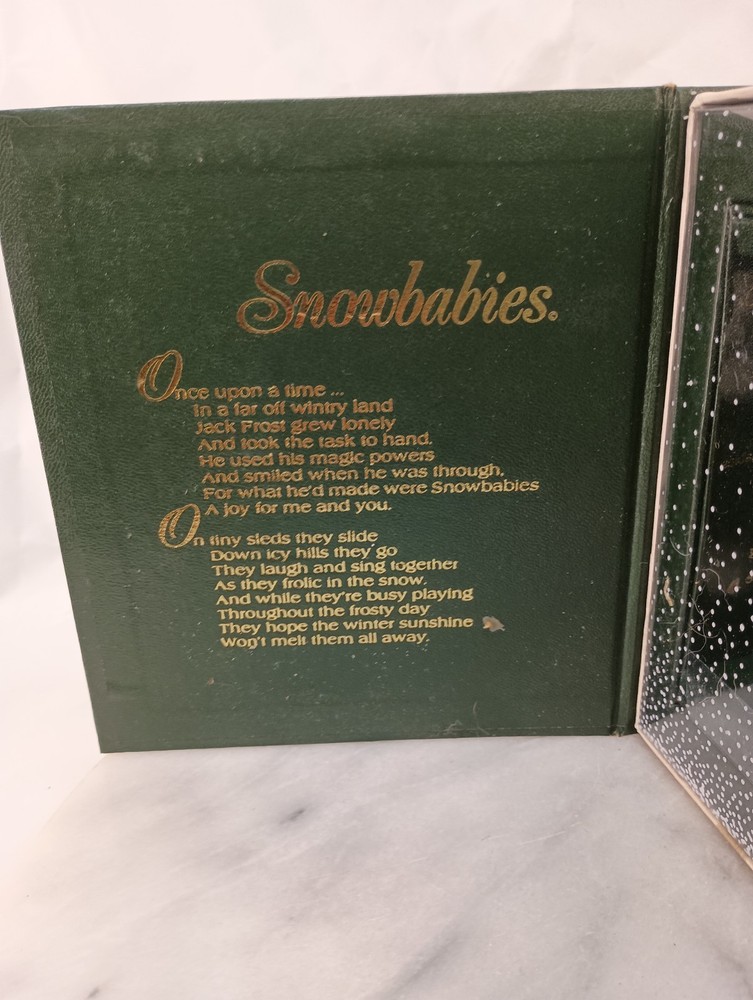 Snowbabies®
Once upon a time ...
In a far off wintry land
Jack Frost grew lonely
And took the task to hand.
He used his magic powers
And smiled when he was through,
For what he'd made were Snowbabies
A joy for me and you.
On tiny sleds they slide
Down icy hills they go
They laugh and sing together
As they frolic in the snow.
And while they're busy playing
Throughout the frosty day
They hope the winter sunshine
Won't melt them all away.